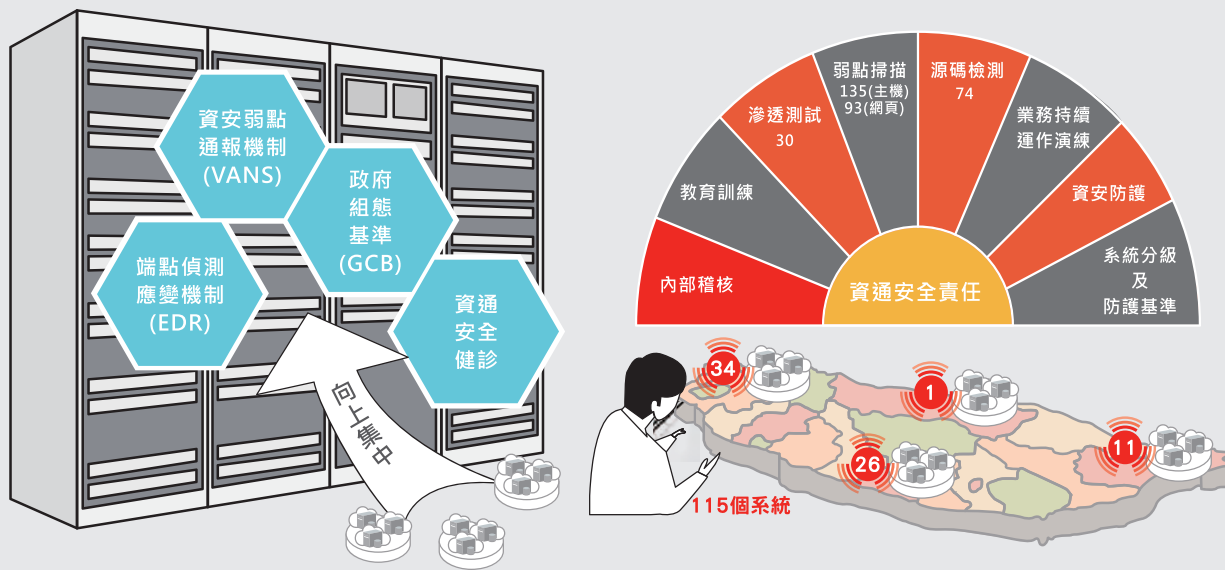 資安弱點
通報機制
(VANS)
政府
組態
基準
(GCB)
端點偵測
應變機制
(EDR)
資通
安全
健診
向上集中
內部稽核
教育訓練
滲透測試
30
弱點掃描
135(主機)
93(網頁)
源碼檢測
74
業務持續
運作演練
資安防護
系統分級
及
防護基準
資通安全責任
34
1
26
11
115個系統